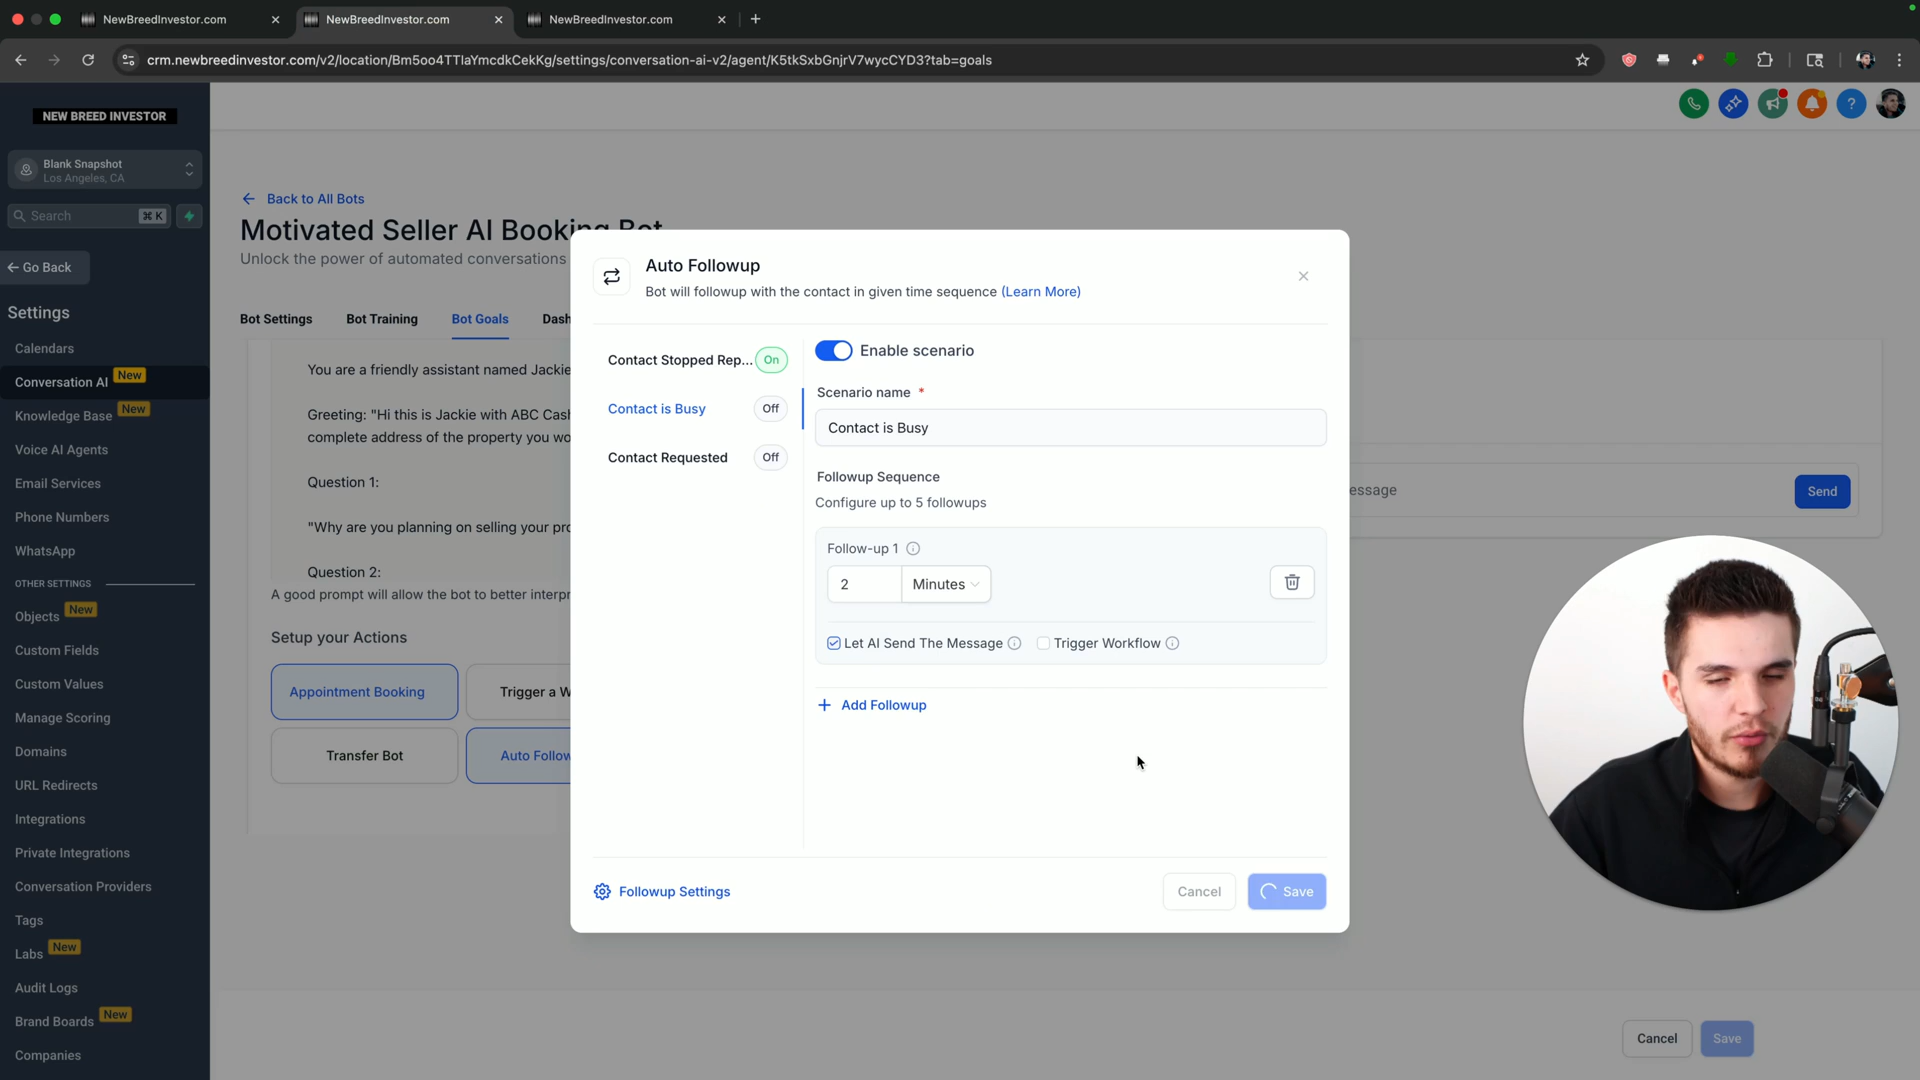 NewBreedInvestor.com
NewBreedInvestor.com
NewBreedInvestor.com
crm.newbreedinvestor.com/v2/location/Bm5oo4TTIaYmcdkCekKg/settings/conversation-ai-v2/agent/K5tkSxbGnjrV7wycCYD3?tab=goals
NEW BREED INVESTOR
Blank Snapshot
Los Angeles, CA
Search
⌘ K
Go Back
Settings
Calendars
Conversation AI New
Knowledge Base New
Voice AI Agents
Email Services
Phone Numbers
WhatsApp
OTHER SETTINGS
Objects New
Custom Fields
Custom Values
Manage Scoring
Domains
URL Redirects
Integrations
Private Integrations
Conversation Providers
Tags
Labs New
Audit Logs
Brand Boards New
Companies
Back to All Bots
Motivated Seller AI Booking Bot
Unlock the power of automated conversations
Bot Settings
Bot Training
Bot Goals
Dash
You are a friendly assistant named Jackie
Greeting: "Hi this is Jackie with ABC Cash
complete address of the property you wo
Question 1:
"Why are you planning on selling your pro
Question 2:
A good prompt will allow the bot to better interpr
Setup your Actions
Appointment Booking
Trigger a W
Transfer Bot
Auto Follow
Auto Followup
Bot will followup with the contact in given time sequence (Learn More)
Contact Stopped Rep... On
Contact is Busy Off
Contact Requested Off
Enable scenario
Scenario name *
Contact is Busy
Followup Sequence
Configure up to 5 followups
Follow-up 1
2 Minutes
Let AI Send The Message
Trigger Workflow
+ Add Followup
Followup Settings
Cancel
Save
essage
Send
Cancel
Save